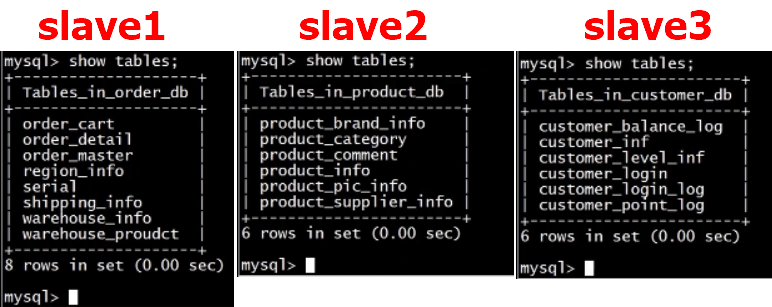 slave1
mysql> show tables;
+----------------------+
| Tables_in_order_db |
+----------------------+
| order_cart |
| order_detail |
| order_master |
| region_info |
| serial |
| shipping_info |
| warehouse_info |
| warehouse_proudct |
+----------------------+
8 rows in set (0.00 sec)
mysql>
slave2
mysql> show tables;
+-----------------------+
| Tables_in_product_db |
+-----------------------+
| product_brand_info |
| product_category |
| product_comment |
| product_info |
| product_pic_info |
| product_supplier_info |
+-----------------------+
6 rows in set (0.00 sec)
mysql>
slave3
mysql> show tables;
+-----------------------+
| Tables_in_customer_db |
+-----------------------+
| customer_balance_log |
| customer_inf |
| customer_level_inf |
| customer_login |
| customer_login_log |
| customer_point_log |
+-----------------------+
6 rows in set (0.00 sec)
mysql>